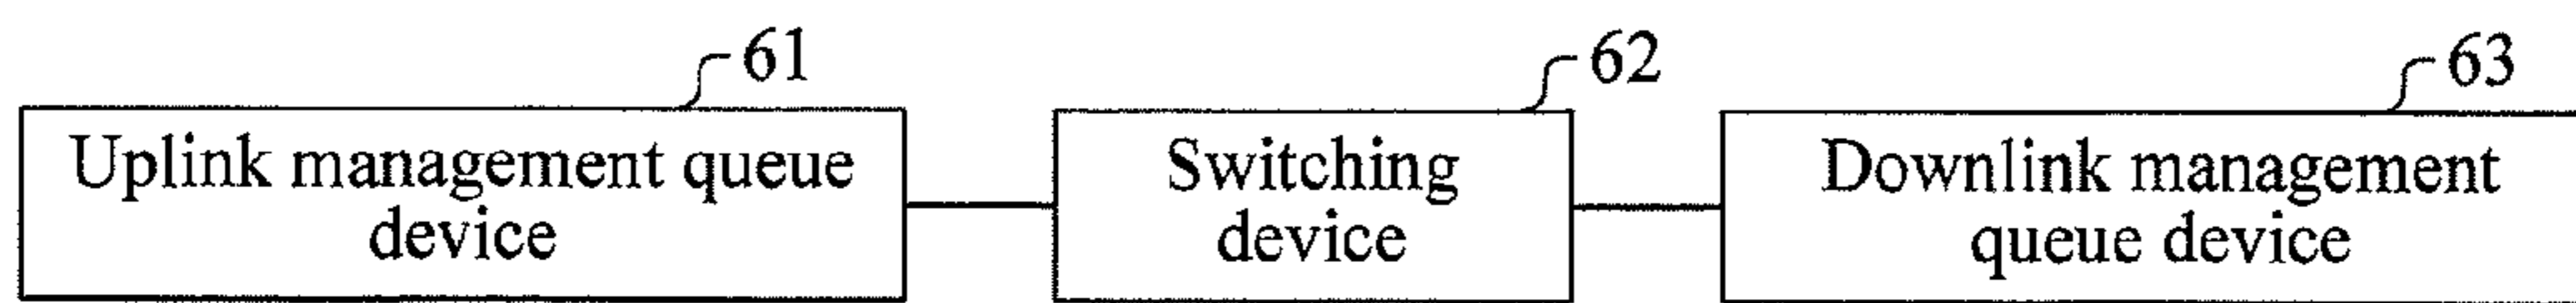 61
62
63
Uplink management queue
device
Switching
device
Downlink management
queue device